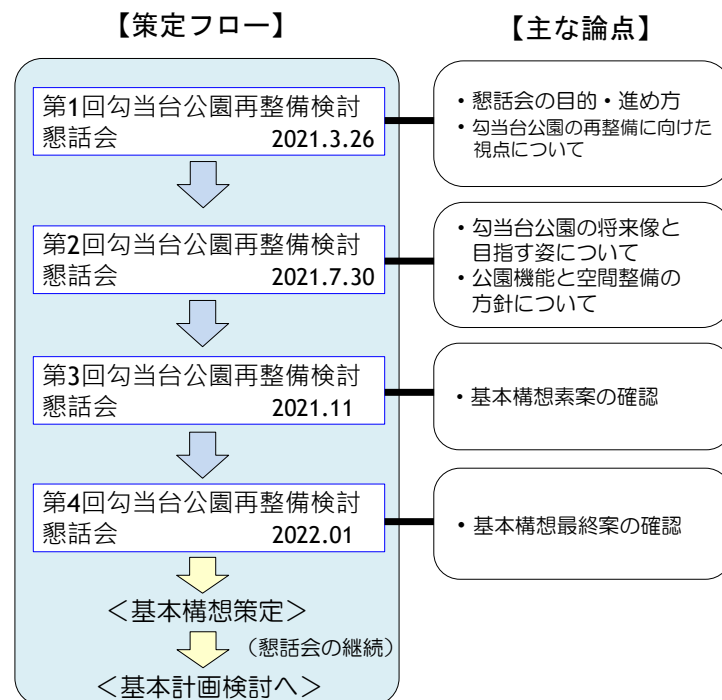 【策定フロー】
【主な論点】
第1回勾当台公園再整備検討
懇話会 2021.3.26
・懇話会の目的・進め方
・勾当台公園の再整備に向けた
視点について
第2回勾当台公園再整備検討
懇話会 2021.7.30
・勾当台公園の将来像と
目指す姿について
・公園機能と空間整備の
方針について
第3回勾当台公園再整備検討
懇話会 2021.11
・基本構想素案の確認
第4回勾当台公園再整備検討
懇話会 2022.01
・基本構想最終案の確認
＜基本構想策定＞
（懇話会の継続）
＜基本計画検討へ＞